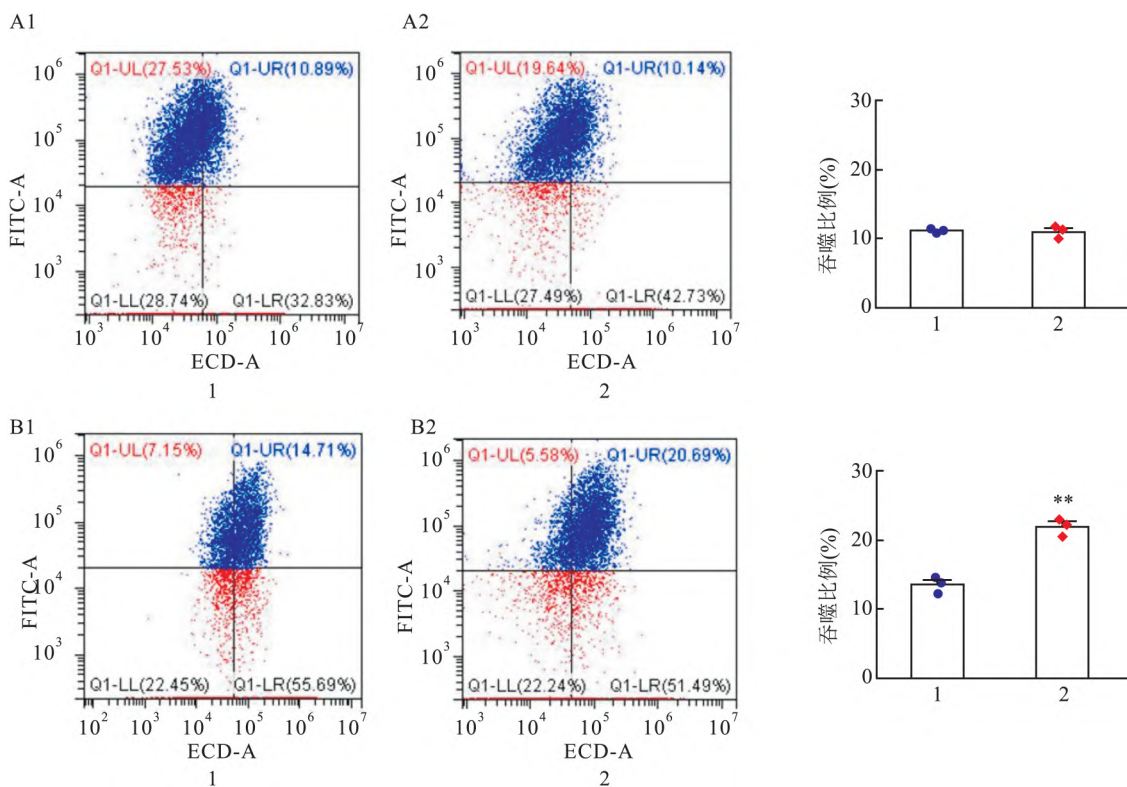 A1
Q1-UL(27.53%) Q1-UR(10.89%)
10^6
10^5
10^4
10^3
FITC-A
Q1-LL(28.74%) Q1-LR(32.83%)
10^3 10^4 10^5 10^6 10^7
ECD-A
1
A2
Q1-UL(19.64%) Q1-UR(10.14%)
10^6
10^5
10^4
10^3
FITC-A
Q1-LL(27.49%) Q1-LR(42.73%)
10^3 10^4 10^5 10^6 10^7
ECD-A
2
30
20
10
0
吞噬比例(%)
1 2
B1
Q1-UL(7.15%) Q1-UR(14.71%)
10^6
10^5
10^4
10^3
FITC-A
Q1-LL(22.45%) Q1-LR(55.69%)
10^2 10^3 10^4 10^5 10^6 10^7
ECD-A
1
B2
Q1-UL(5.58%) Q1-UR(20.69%)
10^6
10^5
10^4
10^3
FITC-A
Q1-LL(22.24%) Q1-LR(51.49%)
10^3 10^4 10^5 10^6 10^7
ECD-A
2
30
20
10
0
吞噬比例(%)
**
1 2